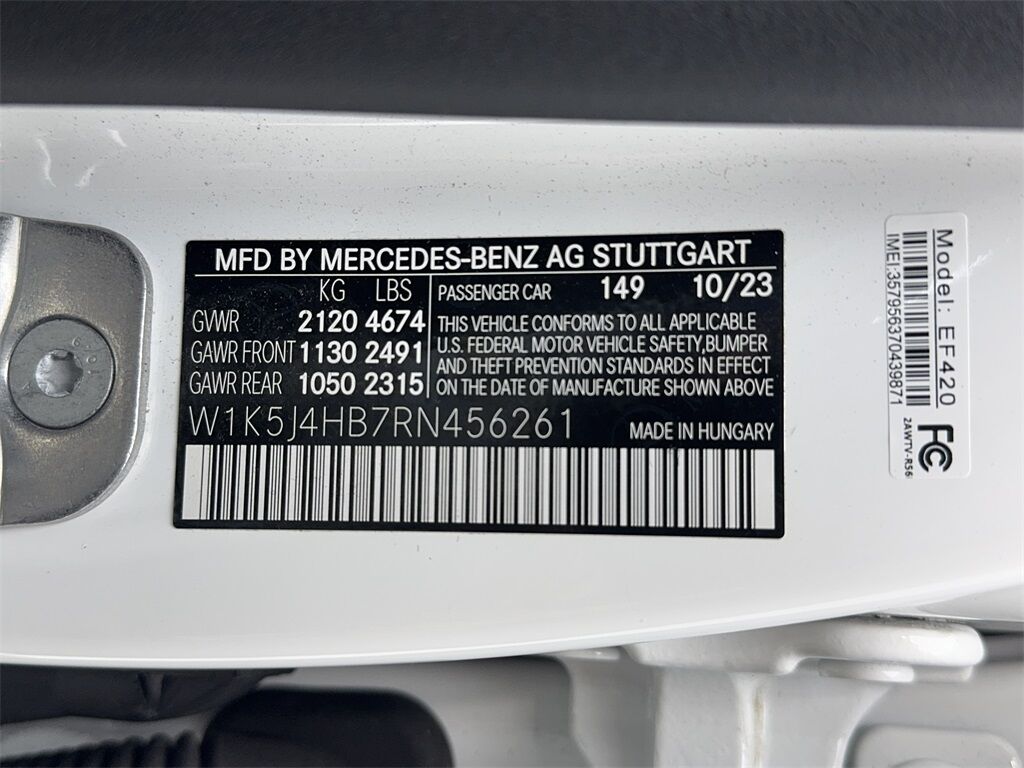 MFD BY MERCEDES-BENZ AG STUTTGART
KG LBS
GVWR 2120 4674
GAWR FRONT 1130 2491
GAWR REAR 1050 2315
PASSENGER CAR 149 10/23
THIS VEHICLE CONFORMS TO ALL APPLICABLE
U.S. FEDERAL MOTOR VEHICLE SAFETY,BUMPER
AND THEFT PREVENTION STANDARDS IN EFFECT
ON THE DATE OF MANUFACTURE SHOWN ABOVE
W1K5J4HB7RN456261
MADE IN HUNGARY
Model: EF420
IMEI:357956370439871
2AWTV-R56
FC